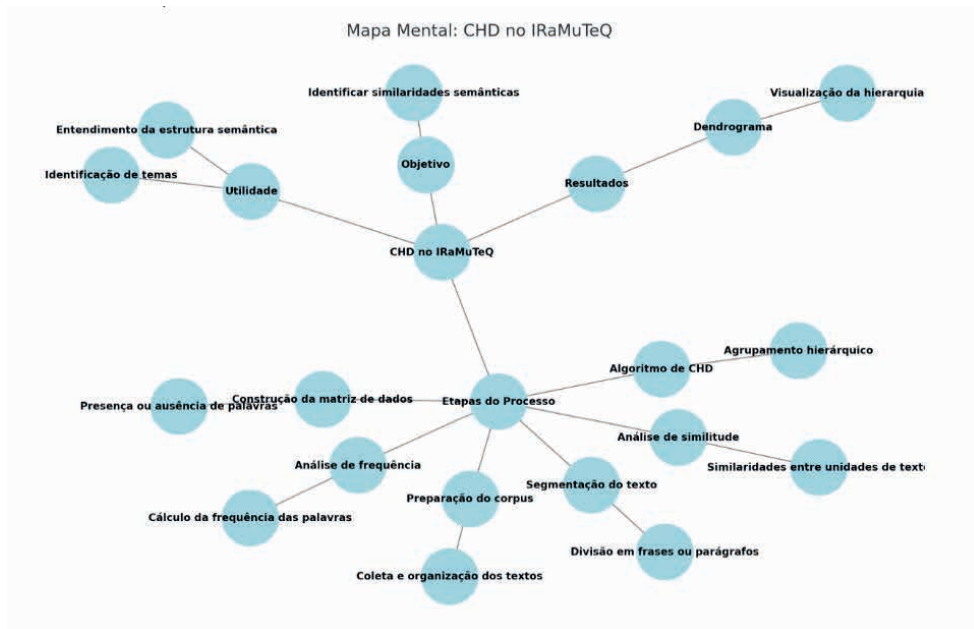 Mapa Mental: CHD no IRaMuTeQ
Identificar similaridades semânticas
Visualização da hierarquia
Entendimento da estrutura semântica
Dendrograma
Objetivo
Identificação de temas
Utilidade
Resultados
CHD no IRaMuTeQ
Agrupamento hierárquico
Algoritmo de CHD
Presença ou ausência de palavras
Construção da matriz de dados
Etapas do Processo
Análise de similitude
Análise de frequência
Similaridades entre unidades de text
Segmentação do texto
Preparação do corpus
Cálculo da frequência das palavras
Divisão em frases ou parágrafos
Coleta e organização dos textos